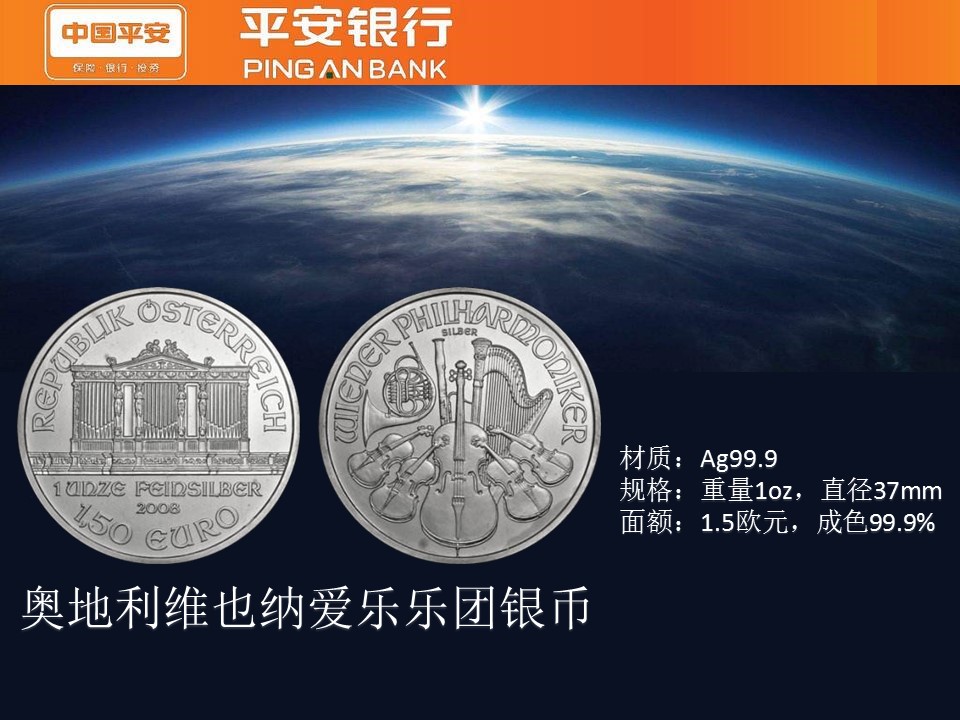 中国平安
保险·银行·投资
平安银行
PING AN BANK
REPUBLIK ÖSTERREICH
1 UNZE FEINSILBER
2008
1,50 EURO
WIENER PHILHARMONIKER
SILBER
材质：Ag99.9
规格：重量1oz，直径37mm
面额：1.5欧元，成色99.9%
奥地利维也纳爱乐乐团银币